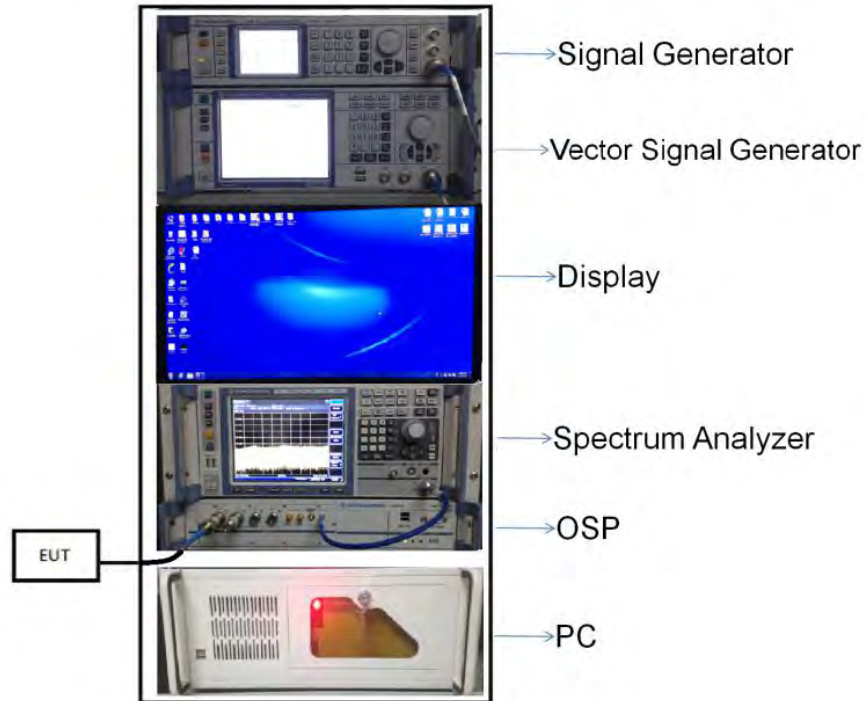 Signal Generator
Vector Signal Generator
Display
Spectrum Analyzer
OSP
EUT
PC